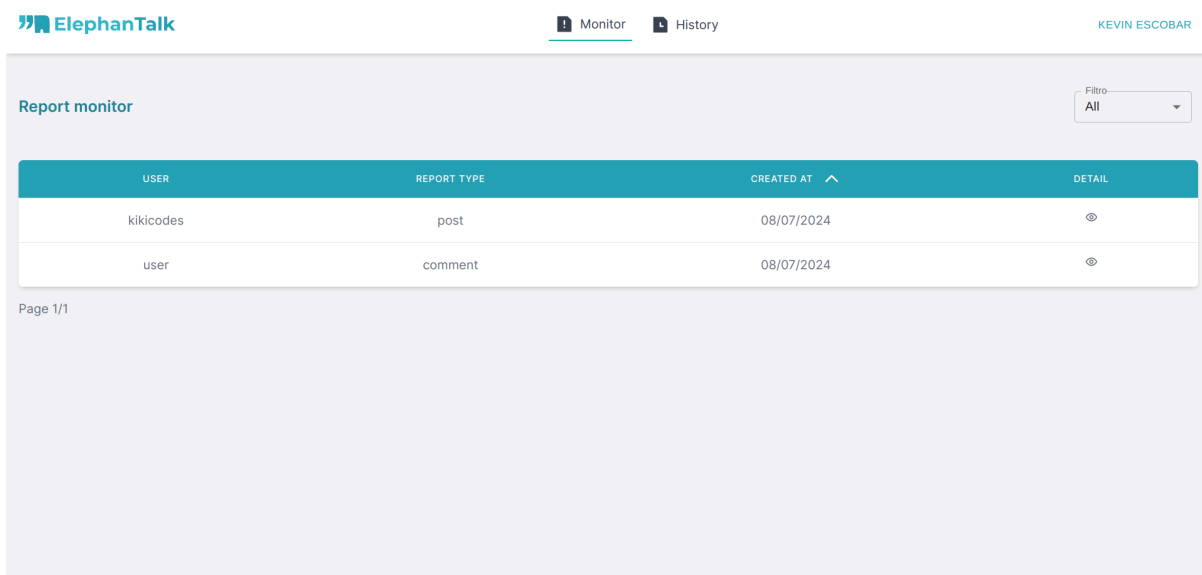 ElephanTalk Monitor History KEVIN ESCOBAR
Report monitor
Filtro
All
USER REPORT TYPE CREATED AT DETAIL
kikicodes post 08/07/2024
user comment 08/07/2024
Page 1/1